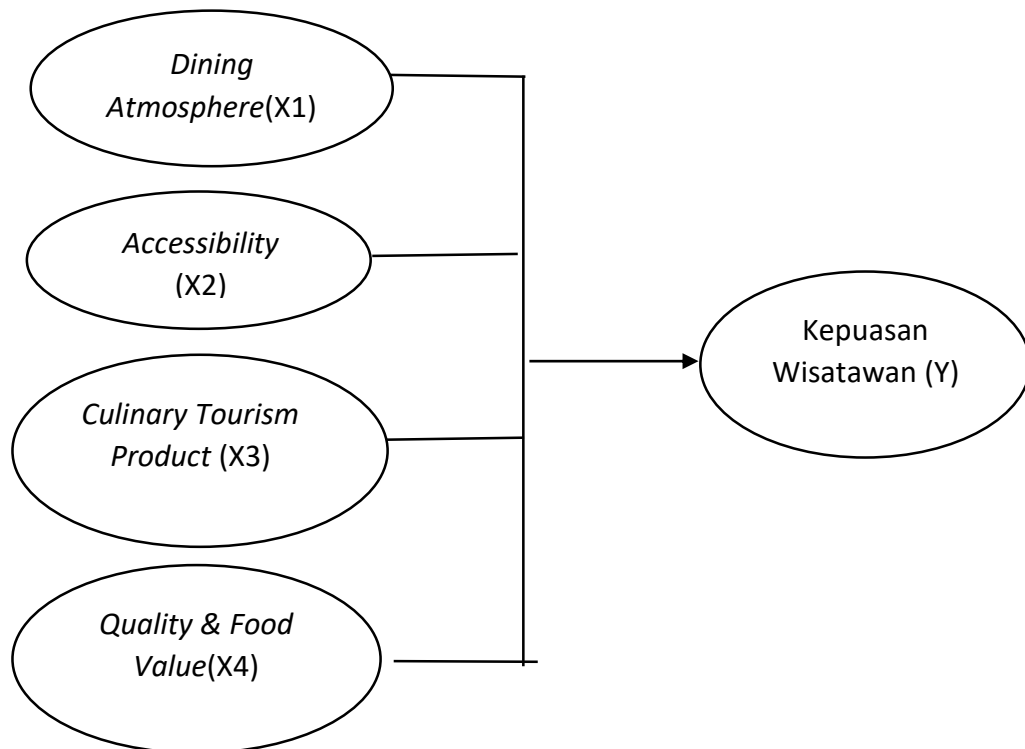 Dining
Atmosphere(X1)
Accessibility
(X2)
Culinary Tourism
Product (X3)
Quality & Food
Value(X4)
Kepuasan
Wisatawan (Y)